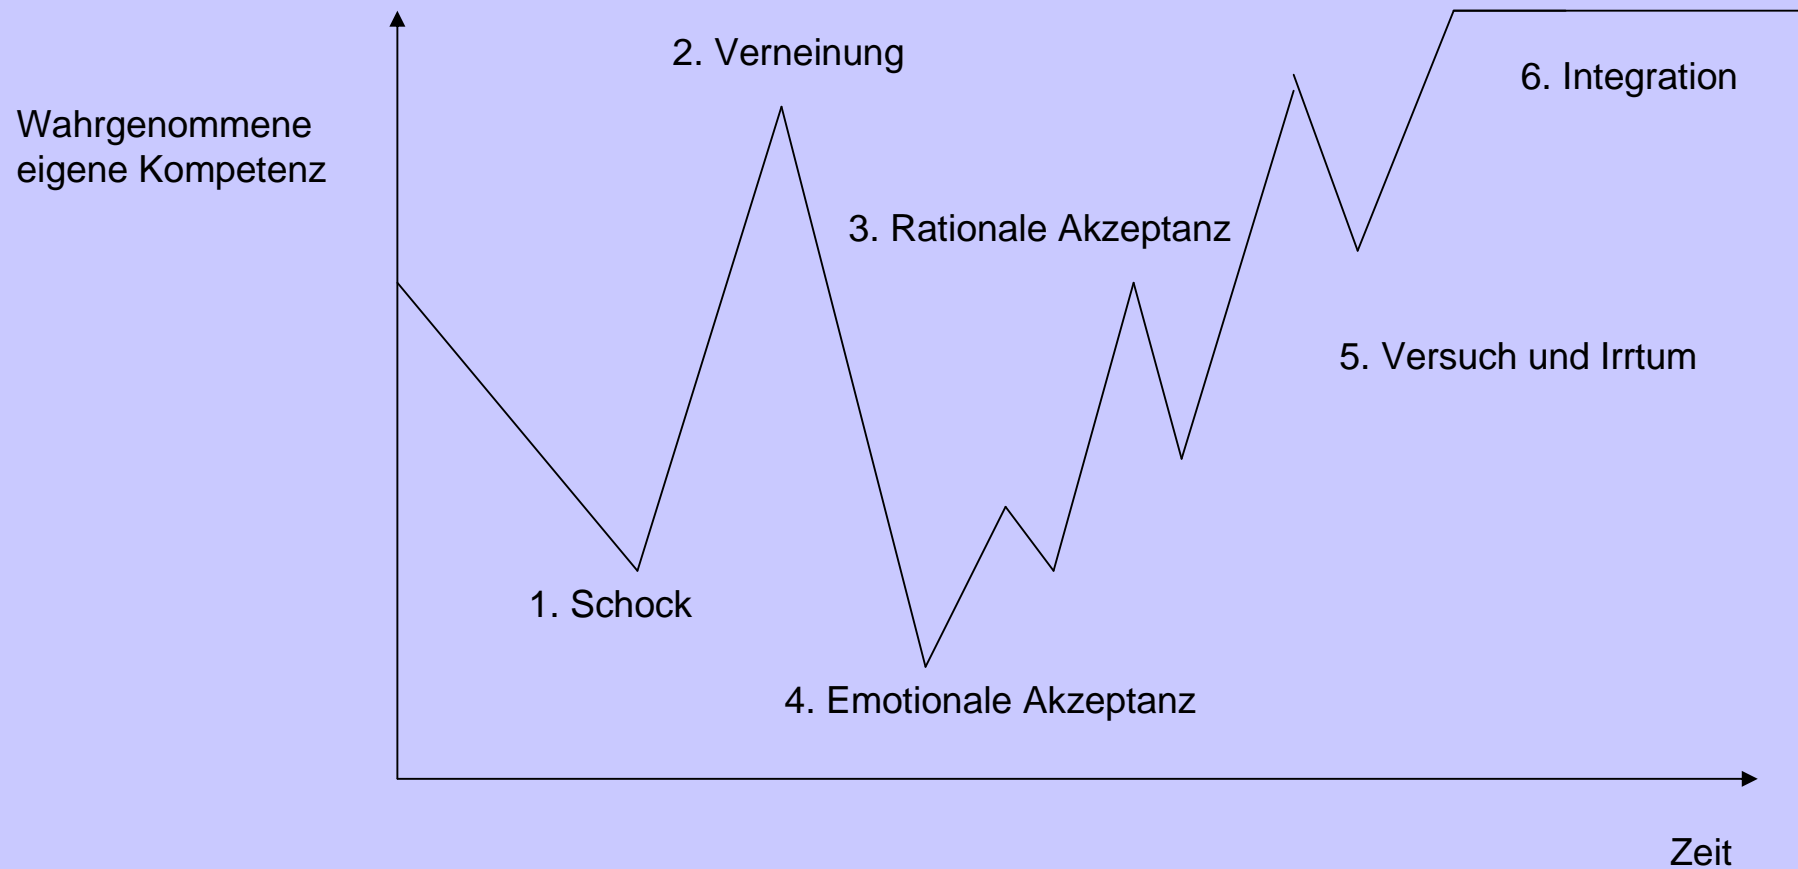 Wahrgenommene
eigene Kompetenz
2. Verneinung
6. Integration
3. Rationale Akzeptanz
5. Versuch und Irrtum
1. Schock
4. Emotionale Akzeptanz
Zeit